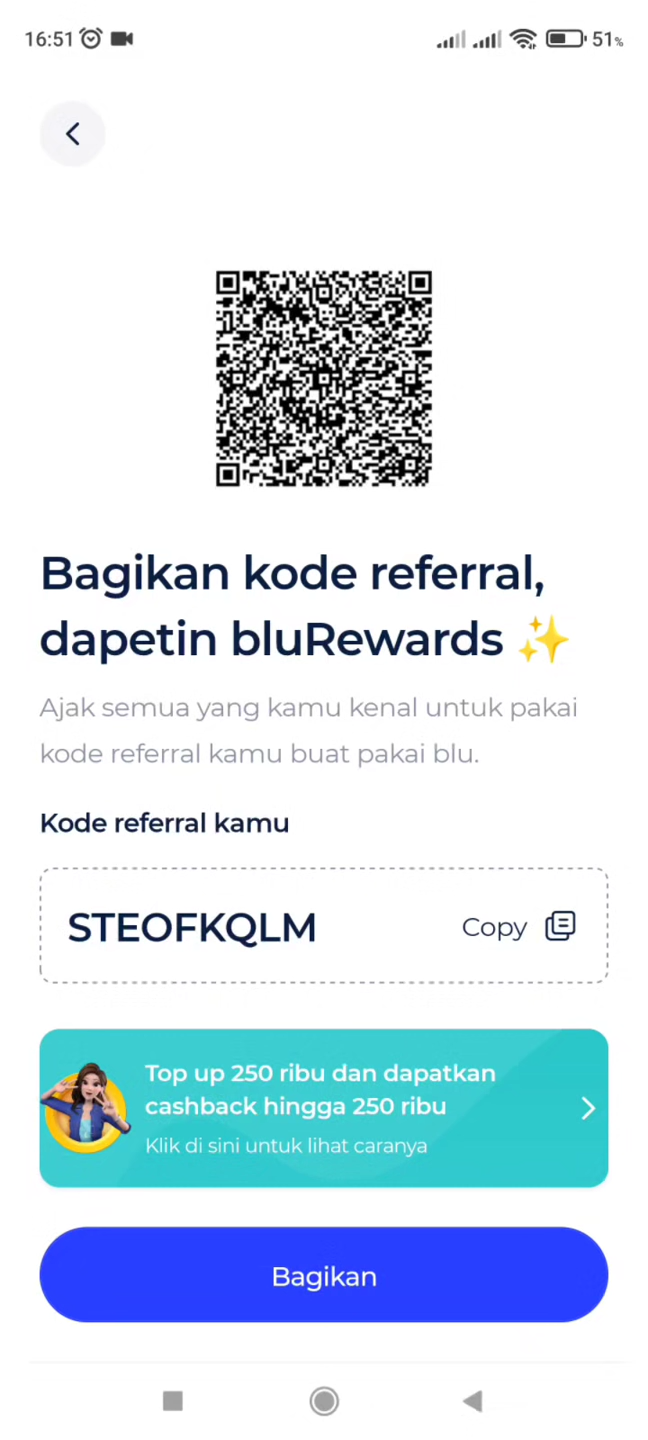 16:51
51%
Bagikan kode referral,
dapetin bluRewards ✨
Ajak semua yang kamu kenal untuk pakai
kode referral kamu buat pakai blu.
Kode referral kamu
STEOFKQLM
Copy
Top up 250 ribu dan dapatkan
cashback hingga 250 ribu
Klik di sini untuk lihat caranya
Bagikan